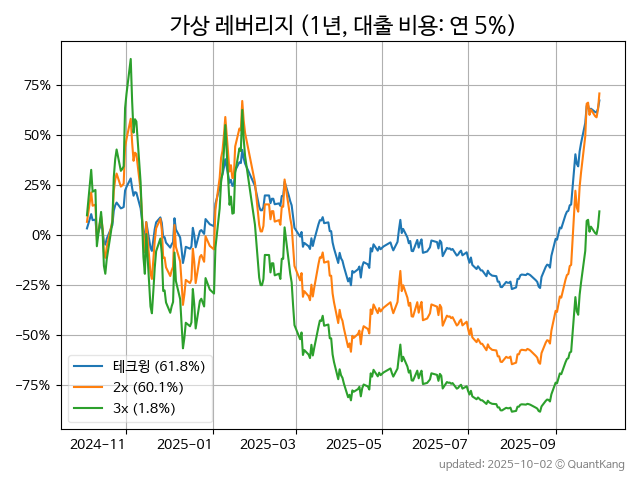 가상 레버리지 (1년, 대출 비용: 연 5%)
75%
50%
25%
0%
−25%
−50%
−75%
테크윙 (61.8%)
2x (60.1%)
3x (1.8%)
2024-11
2025-01
2025-03
2025-05
2025-07
2025-09
updated: 2025-10-02 © QuantKang